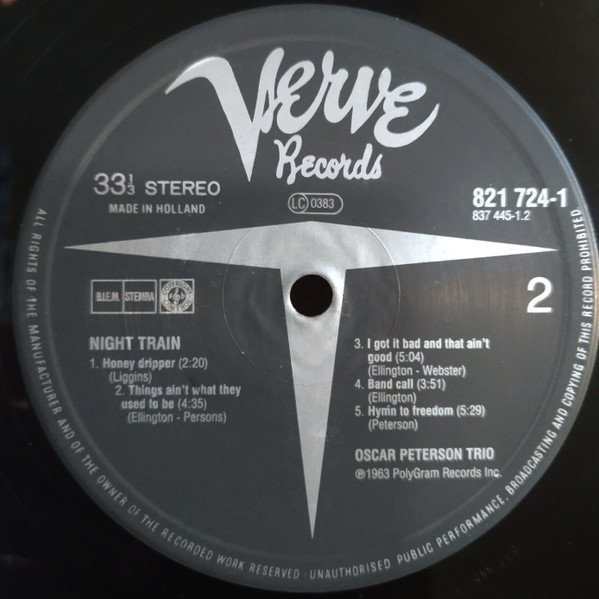 Verve
Records
33⅓ STEREO
MADE IN HOLLAND
LC 0383
821 724-1
837 445-1.2
B.I.E.M. STEMRA
2
NIGHT TRAIN
1. Honey dripper (2:20)
(Liggins)
2. Things ain't what they
used to be (4:35)
(Ellington - Persons)
3. I got it bad and that ain't
good (5:04)
(Ellington - Webster)
4. Band call (3:51)
(Ellington)
5. Hymn to freedom (5:29)
(Peterson)
OSCAR PETERSON TRIO
℗1963 PolyGram Records Inc.
ALL RIGHTS OF THE MANUFACTURER AND OF THE OWNER OF THE RECORDED WORK RESERVED · UNAUTHORISED PUBLIC PERFORMANCE, BROADCASTING AND COPYING OF THIS RECORD PROHIBITED